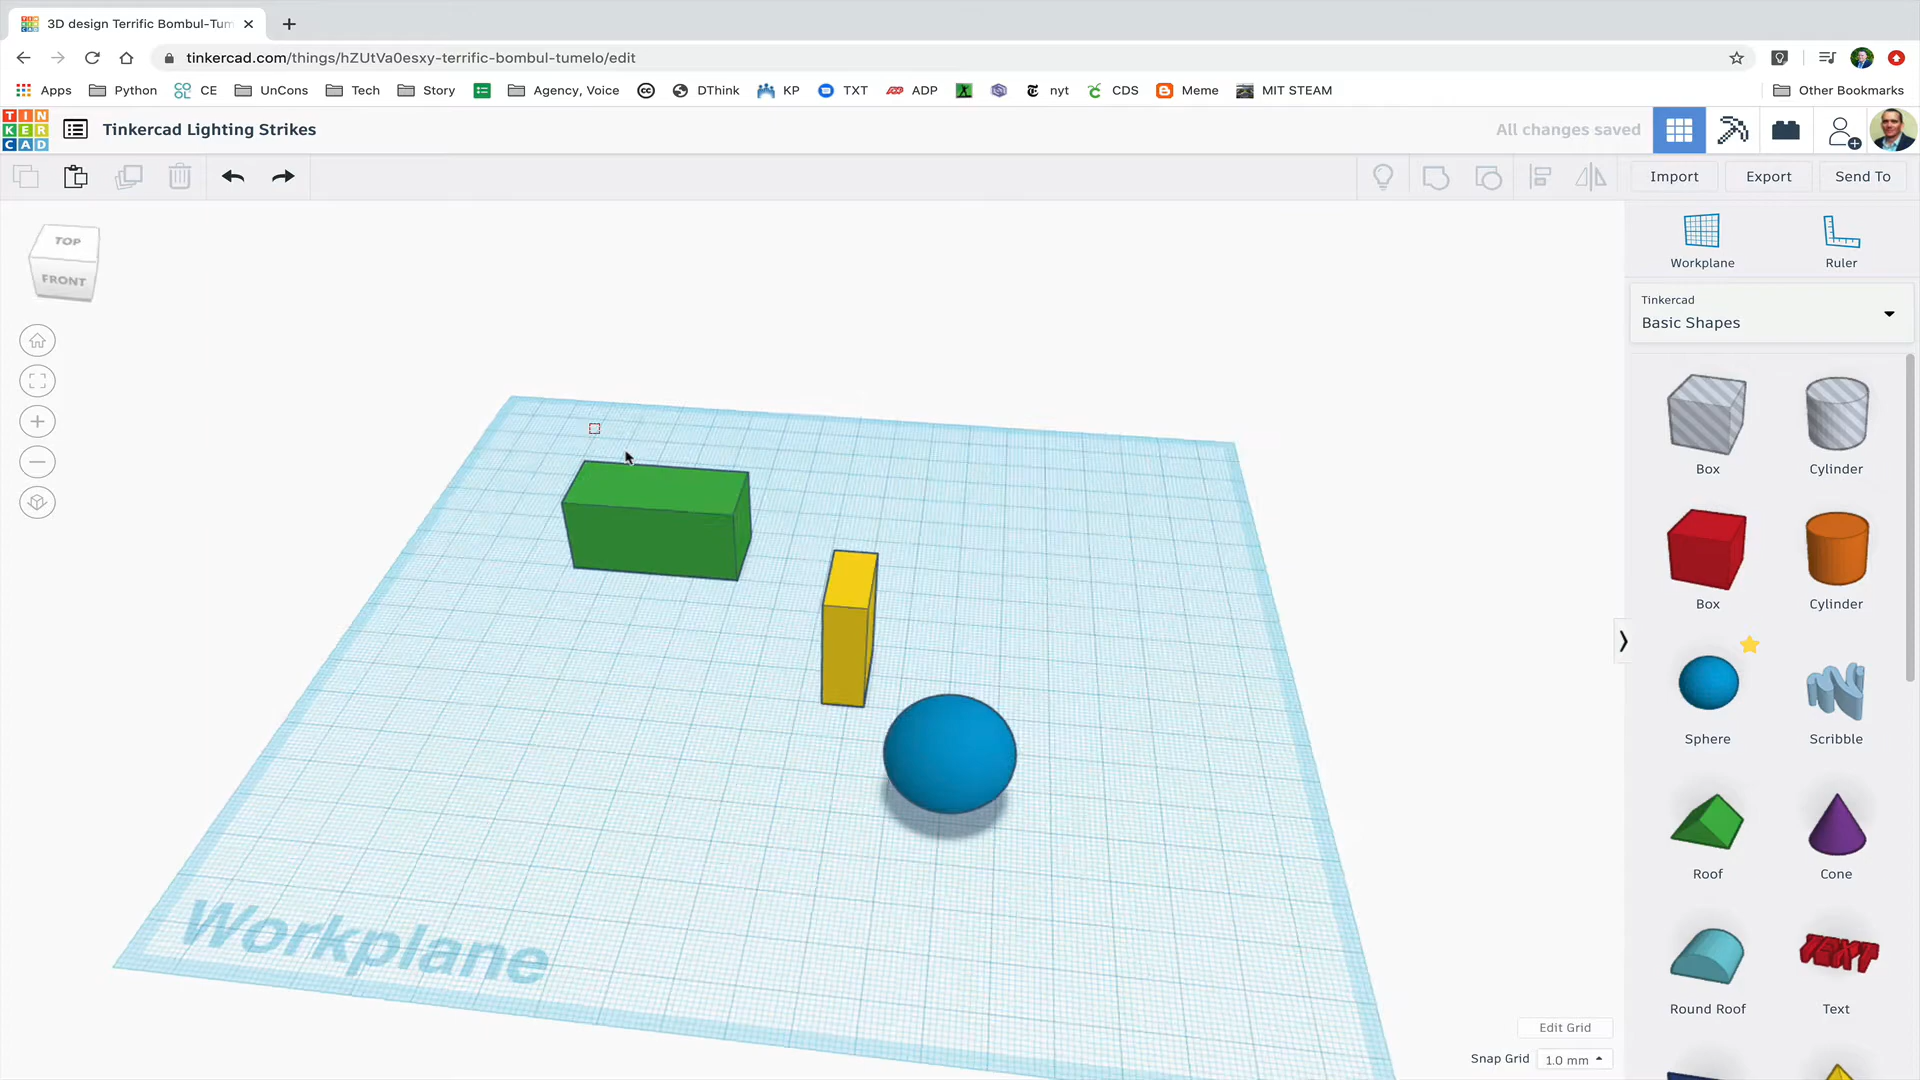 3D design Terrific Bombul-Tum
tinkercad.com/things/hZUtVa0esxy-terrific-bombul-tumelo/edit
Apps Python CE UnCons Tech Story Agency, Voice DThink KP TXT ADP nyt CDS Meme MIT STEAM Other Bookmarks
TIN
KER
CAD
Tinkercad Lighting Strikes
All changes saved
Import Export Send To
TOP
FRONT
Workplane Ruler
Tinkercad
Basic Shapes
Box Cylinder
Box Cylinder
Sphere Scribble
Roof Cone
TEXT
Round Roof Text
Workplane
Edit Grid
Snap Grid 1.0 mm